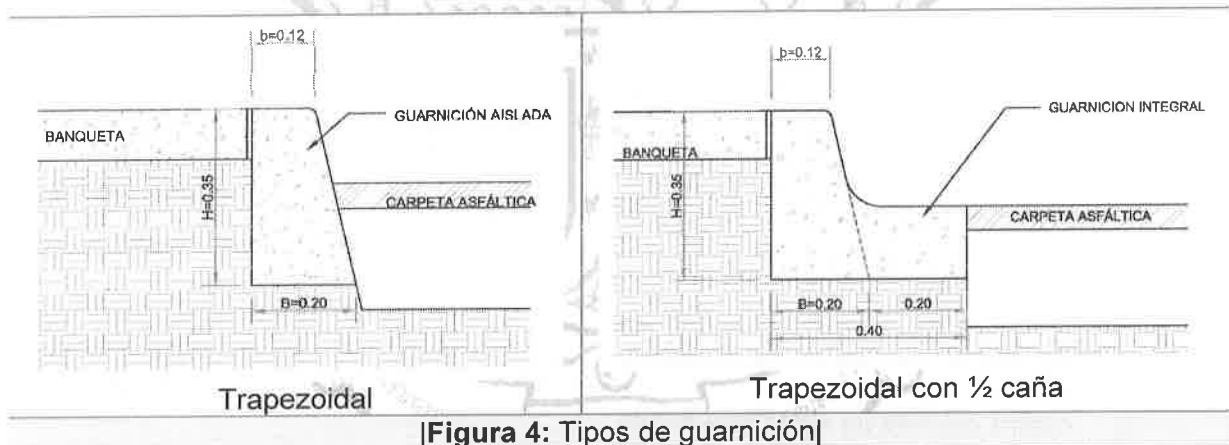 b=0.12
GUARNICIÓN AISLADA
BANQUETA
H=0.35
CARPETA ASFÁLTICA
B=0.20
Trapezoidal
b=0.12
GUARNICION INTEGRAL
BANQUETA
H=0.35
CARPETA ASFÁLTICA
B=0.20
0.20
0.40
Trapezoidal con ½ caña
|Figura 4: Tipos de guarnición|